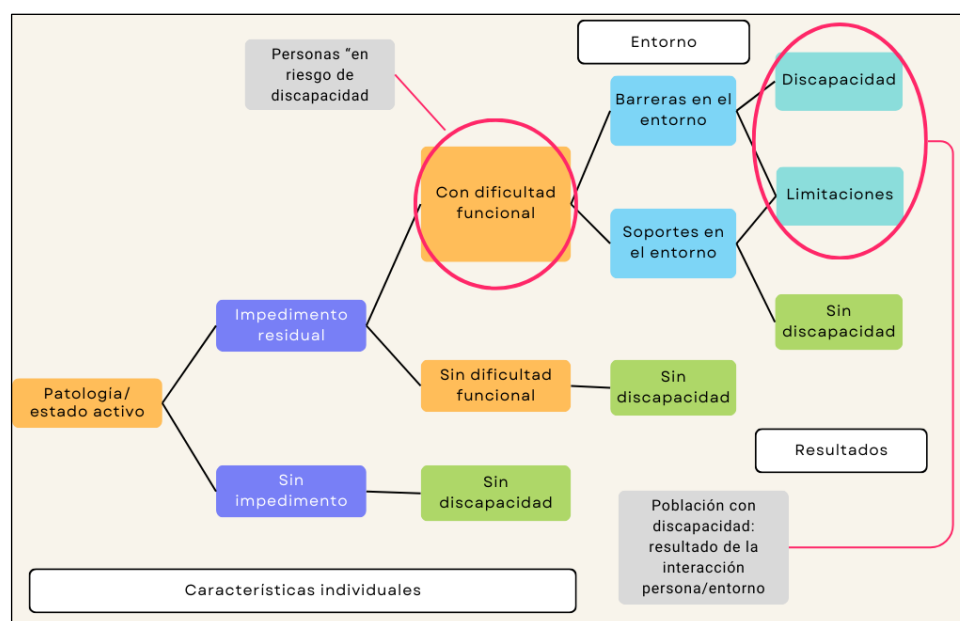 Personas "en
riesgo de
discapacidad
Entorno
Discapacidad
Barreras en el
entorno
Con dificultad
funcional
Limitaciones
Soportes en
el entorno
Impedimento
residual
Sin
discapacidad
Sin dificultad
funcional
Sin
discapacidad
Patología/
estado activo
Resultados
Sin
impedimento
Sin
discapacidad
Población con
discapacidad:
resultado de la
interacción
persona/entorno
Características individuales